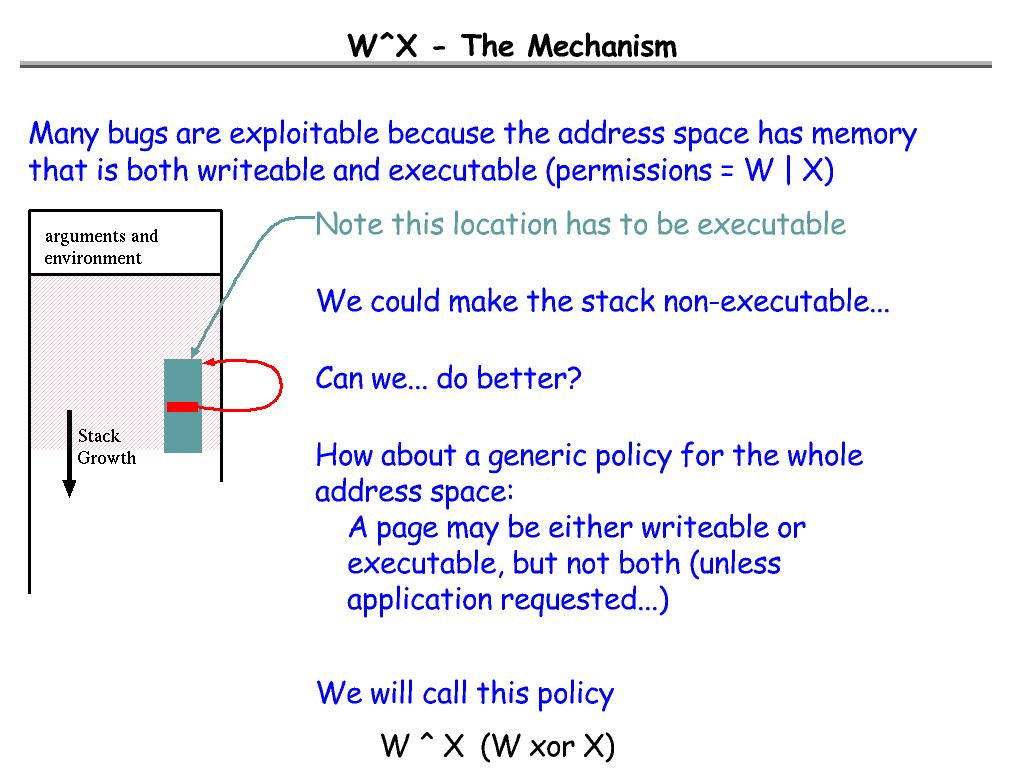 W^X - The Mechanism
Many bugs are exploitable because the address space has memory
that is both writeable and executable (permissions = W | X)
arguments and
environment
Note this location has to be executable
We could make the stack non-executable...
Can we... do better?
Stack
Growth
How about a generic policy for the whole
address space:
A page may be either writeable or
executable, but not both (unless
application requested...)
We will call this policy
W ^ X (W xor X)